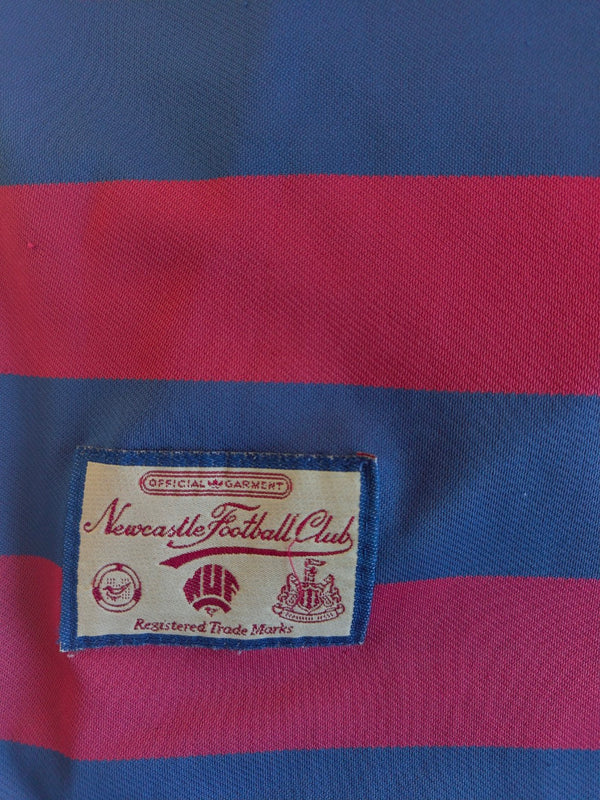 OFFICIAL GARMENT
Newcastle Football Club
NUF
Registered Trade Marks